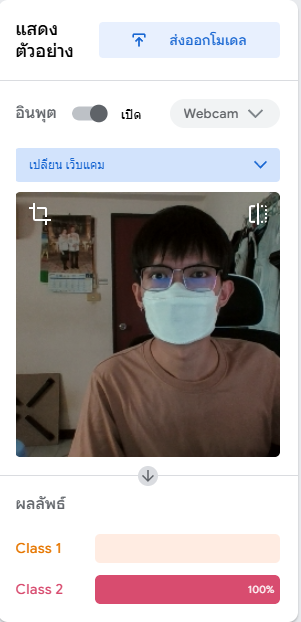 แสดง
ตัวอย่าง
ส่งออกโมเดล
อินพุต
เปิด
Webcam
เปลี่ยน เว็บแคม
ผลลัพธ์
Class 1
Class 2
100%